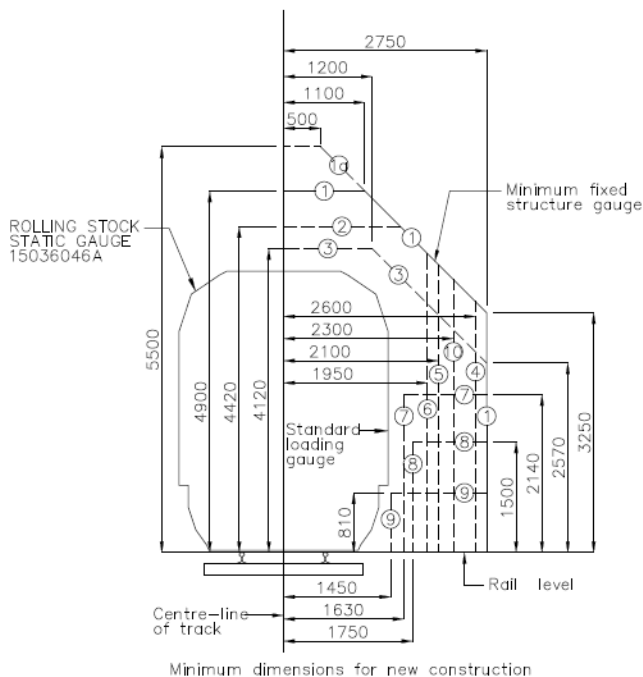 2750
1200
1100
500
1a
1
Minimum fixed
structure gauge
2
1
ROLLING STOCK
STATIC GAUGE
15036046A
3
3
2600
2300
10
2100
5
4
1950
7
6
7
1
5500
4900
4420
4120
Standard
loading
gauge
8
8
9
9
810
1500
2140
2570
3250
1450
Rail level
Centre-line
of track
1630
1750
Minimum dimensions for new construction